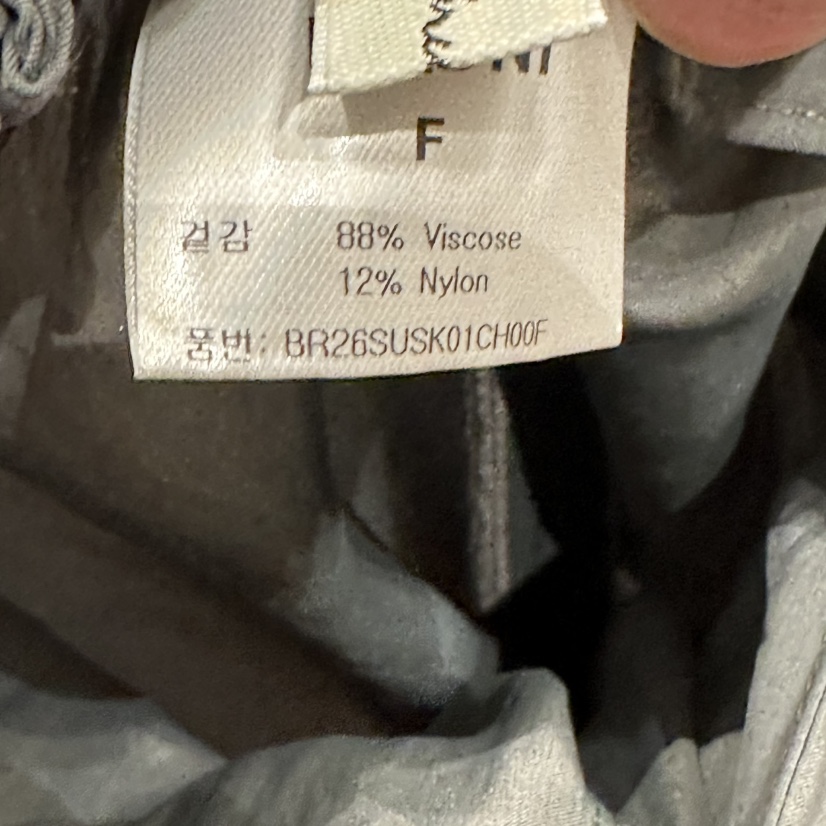 F
겉감 88% Viscose
12% Nylon
품번: BR26SUSK01CH00F